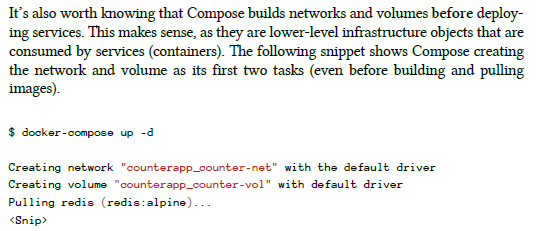 It’s also worth knowing that Compose builds networks and volumes before deploy-
ing services. This makes sense, as they are lower-level infrastructure objects that are
consumed by services (containers). The following snippet shows Compose creating
the network and volume as its first two tasks (even before building and pulling
images).
$ docker-compose up -d
Creating network "counterapp_counter-net" with the default driver
Creating volume "counterapp_counter-vol" with default driver
Pulling redis (redis:alpine)...
<Snip>